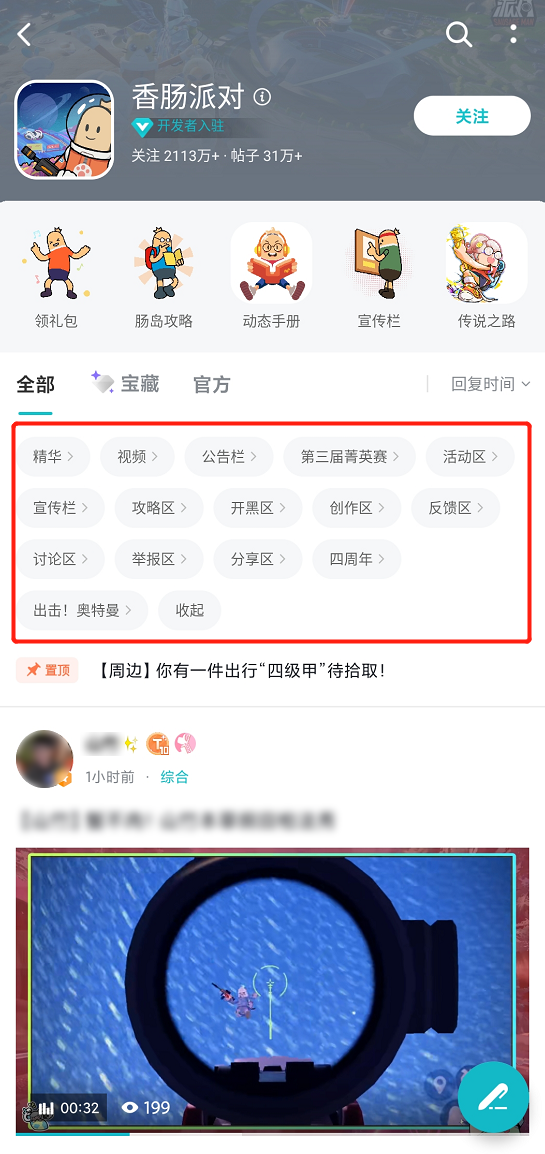 香肠派对
开发者入驻
关注 2113万+ · 帖子 31万+
关注
领礼包 肠岛攻略 动态手册 宣传栏 传说之路
全部 宝藏 官方 回复时间
精华 视频 公告栏 第三届菁英赛 活动区
宣传栏 攻略区 开黑区 创作区 反馈区
讨论区 举报区 分享区 四周年
出击！奥特曼 收起
置顶 【周边】你有一件出行“四级甲”待拾取！
1小时前 · 综合
00:32 199